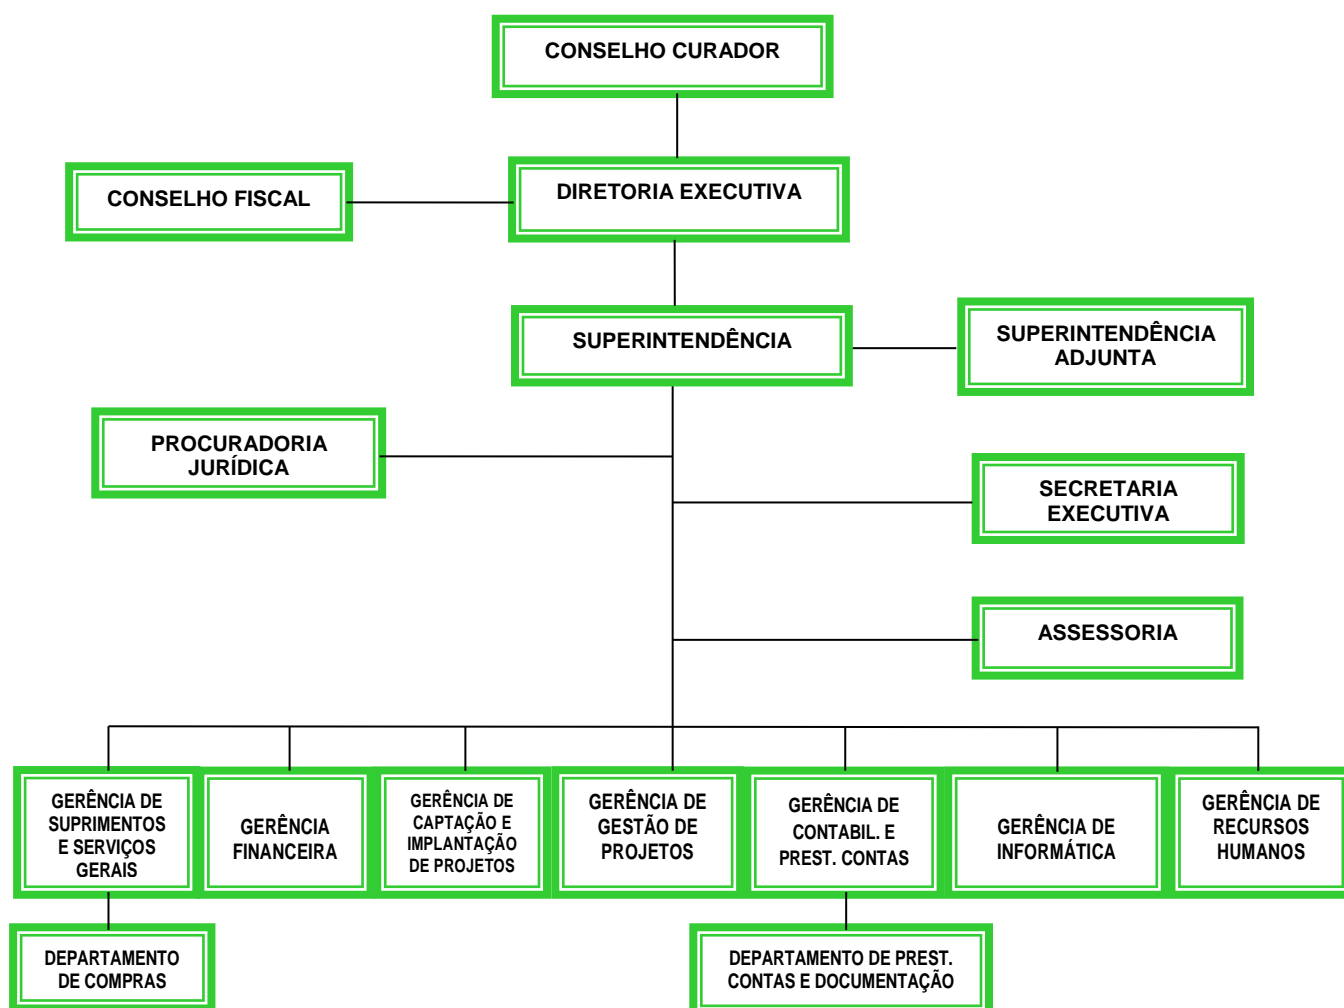 CONSELHO CURADOR
CONSELHO FISCAL
DIRETORIA EXECUTIVA
SUPERINTENDÊNCIA
SUPERINTENDÊNCIA
ADJUNTA
PROCURADORIA
JURÍDICA
SECRETARIA
EXECUTIVA
ASSESSORIA
GERÊNCIA DE
SUPRIMENTOS
E SERVIÇOS
GERAIS
GERÊNCIA
FINANCEIRA
GERÊNCIA DE
CAPTAÇÃO E
IMPLANTAÇÃO
DE PROJETOS
GERÊNCIA DE
GESTÃO DE
PROJETOS
GERÊNCIA DE
CONTABIL. E
PREST. CONTAS
GERÊNCIA DE
INFORMÁTICA
GERÊNCIA DE
RECURSOS
HUMANOS
DEPARTAMENTO
DE COMPRAS
DEPARTAMENTO DE PREST.
CONTAS E DOCUMENTAÇÃO